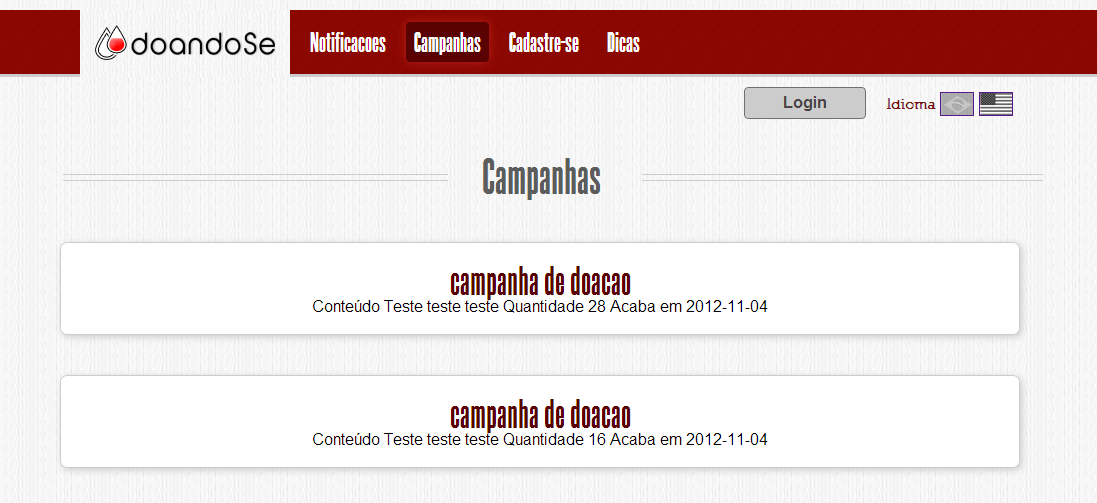 doandoSe Notificacoes Campanhas Cadastre-se Dicas
Login Idioma
Campanhas
campanha de doacao
Conteúdo Teste teste teste Quantidade 28 Acaba em 2012-11-04
campanha de doacao
Conteúdo Teste teste teste Quantidade 16 Acaba em 2012-11-04